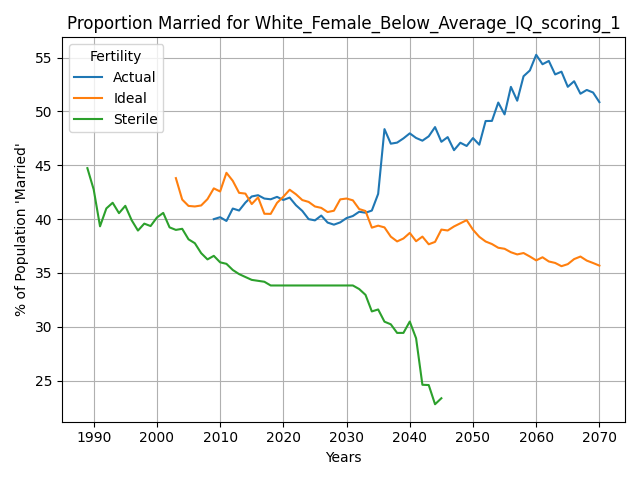 Proportion Married for White_Female_Below_Average_IQ_scoring_1
% of Population 'Married'
55
50
45
40
35
30
25
Fertility
Actual
Ideal
Sterile
1990 2000 2010 2020 2030 2040 2050 2060 2070
Years